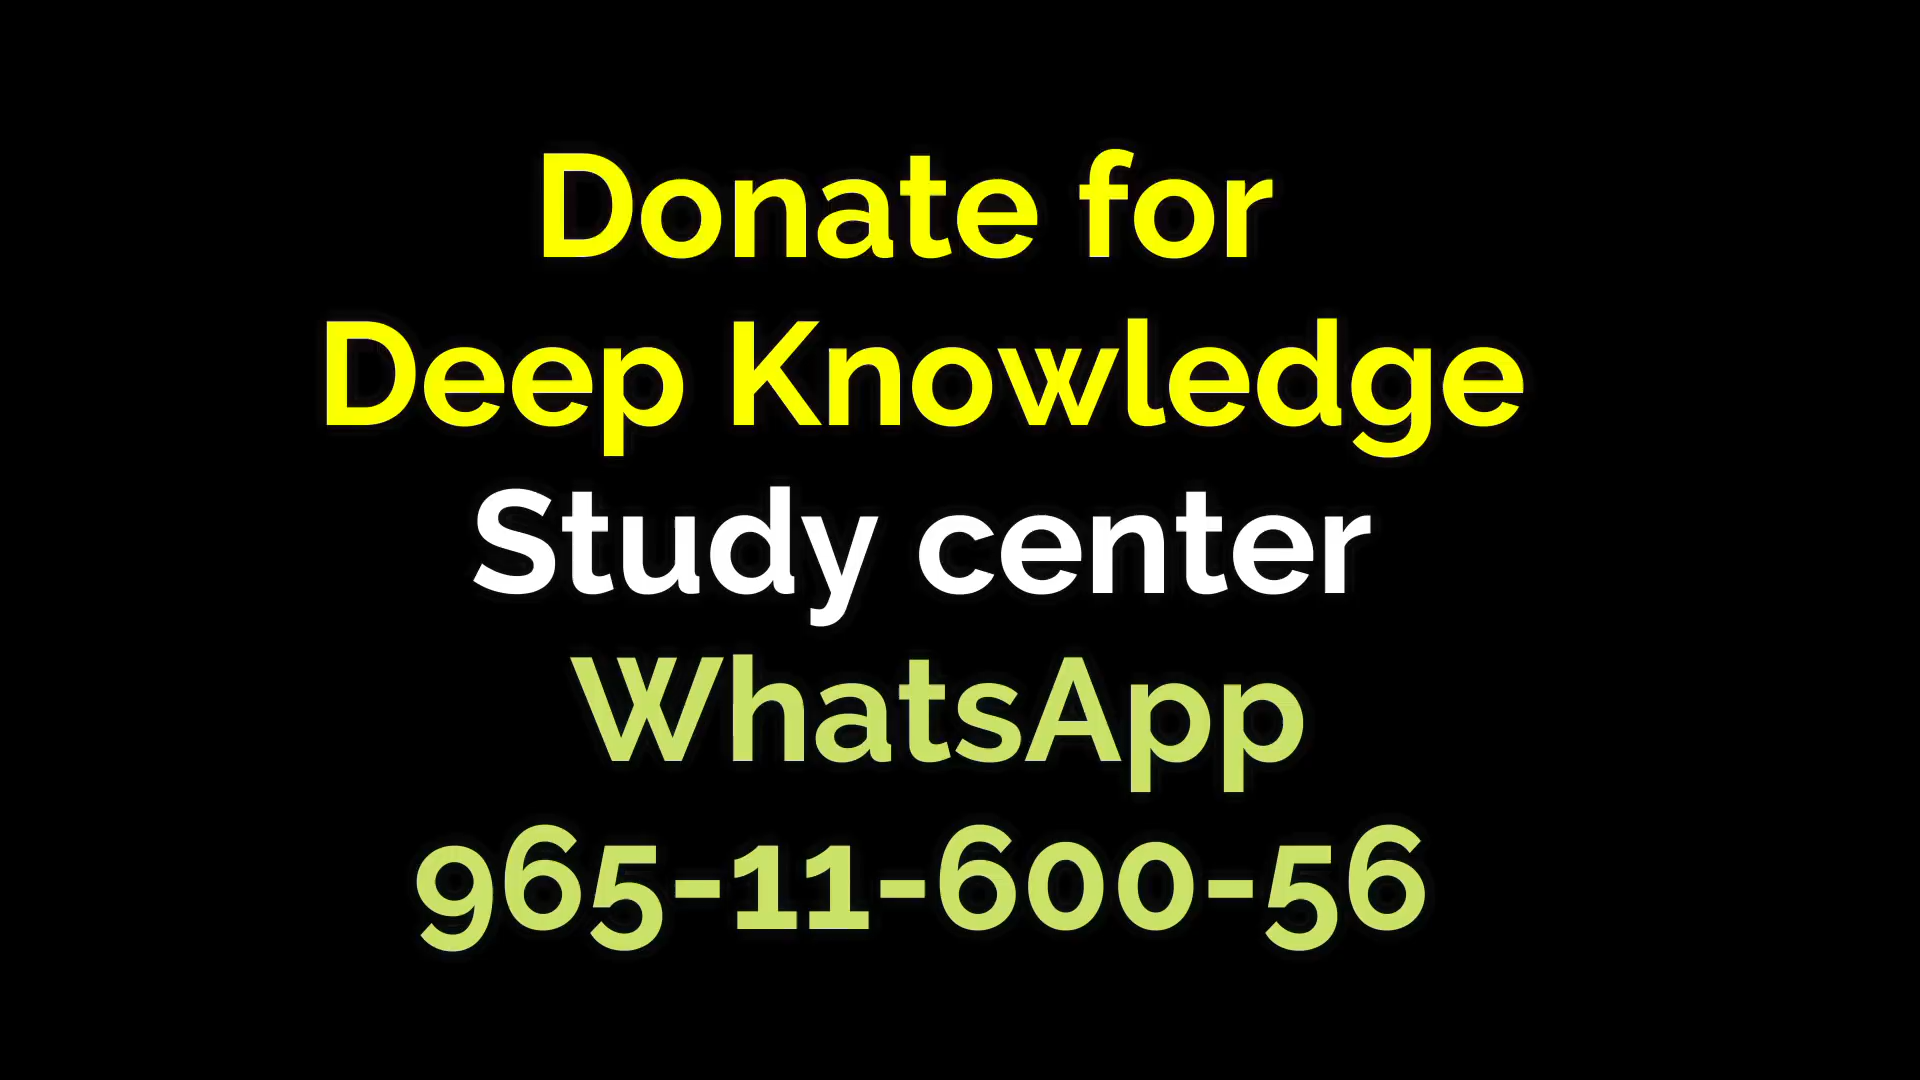 Donate for
Deep Knowledge
Study center
WhatsApp
965-11-600-56